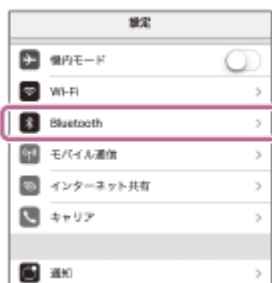 設定
機内モード
Wi-Fi
Bluetooth
モバイル通信
インターネット共有
キャリア
通知